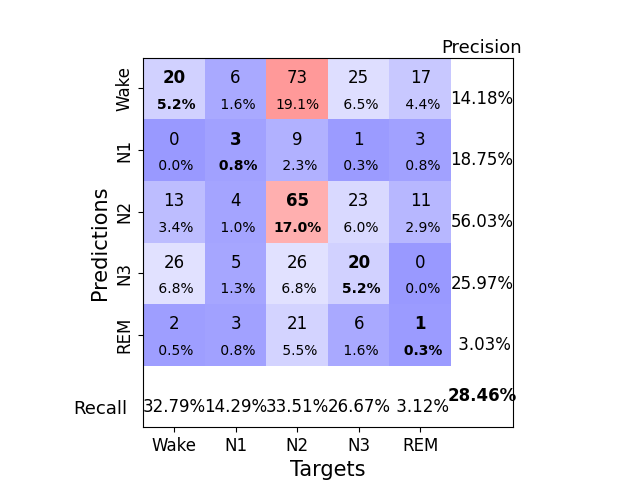 Precision
Wake 20 6 73 25 17 14.18%
5.2% 1.6% 19.1% 6.5% 4.4%
N1 0 3 9 1 3 18.75%
0.0% 0.8% 2.3% 0.3% 0.8%
N2 13 4 65 23 11 56.03%
3.4% 1.0% 17.0% 6.0% 2.9%
N3 26 5 26 20 0 25.97%
6.8% 1.3% 6.8% 5.2% 0.0%
REM 2 3 21 6 1 3.03%
0.5% 0.8% 5.5% 1.6% 0.3%
Predictions
28.46%
Recall 32.79% 14.29% 33.51% 26.67% 3.12%
Wake N1 N2 N3 REM
Targets